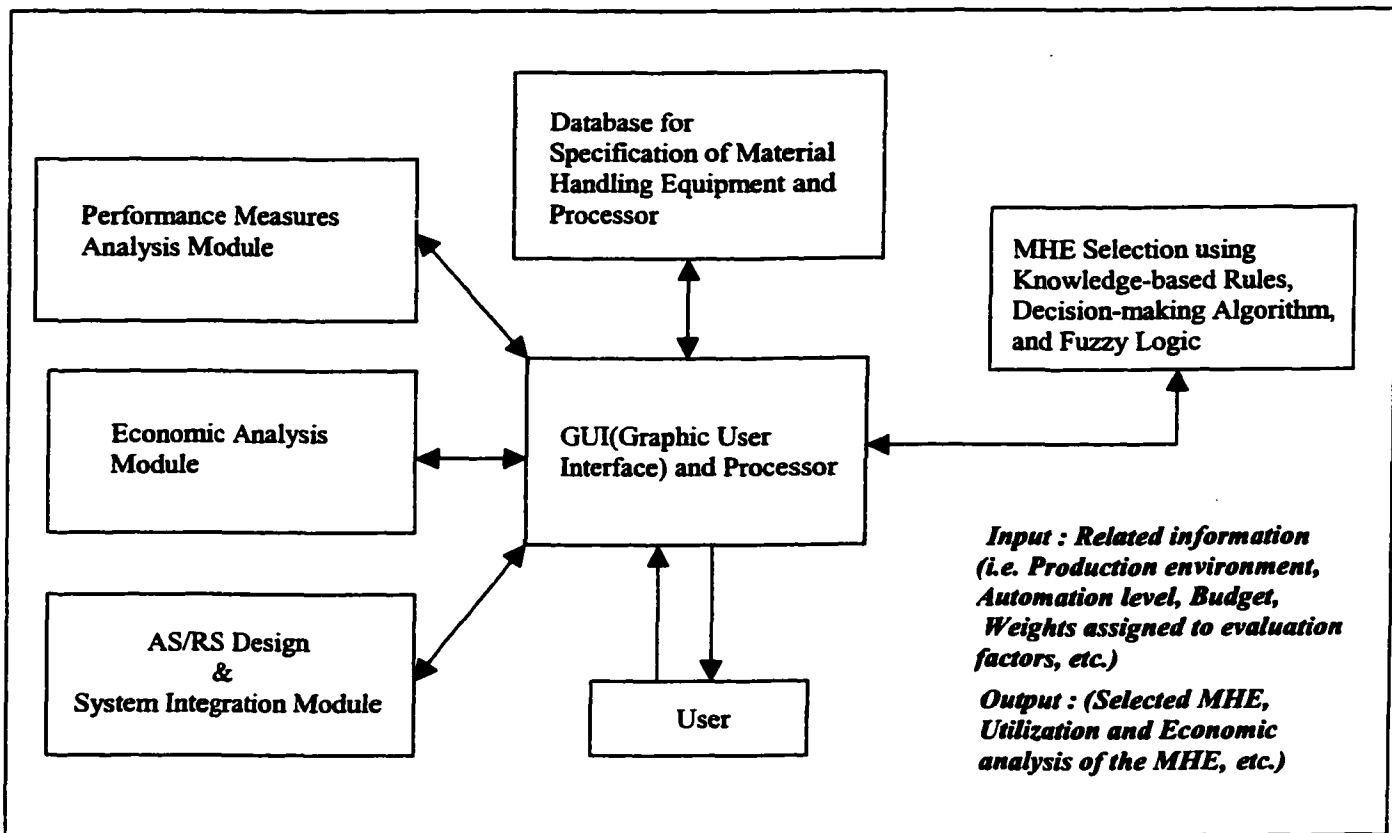 Database for
Specification of Material
Handling Equipment and
Processor
Performance Measures
Analysis Module
MHE Selection using
Knowledge-based Rules,
Decision-making Algorithm,
and Fuzzy Logic
Economic Analysis
Module
GUI(Graphic User
Interface) and Processor
AS/RS Design
&
System Integration Module
User
Input : Related information
(i.e. Production environment,
Automation level, Budget,
Weights assigned to evaluation
factors, etc.)
Output : (Selected MHE,
Utilization and Economic
analysis of the MHE, etc.)